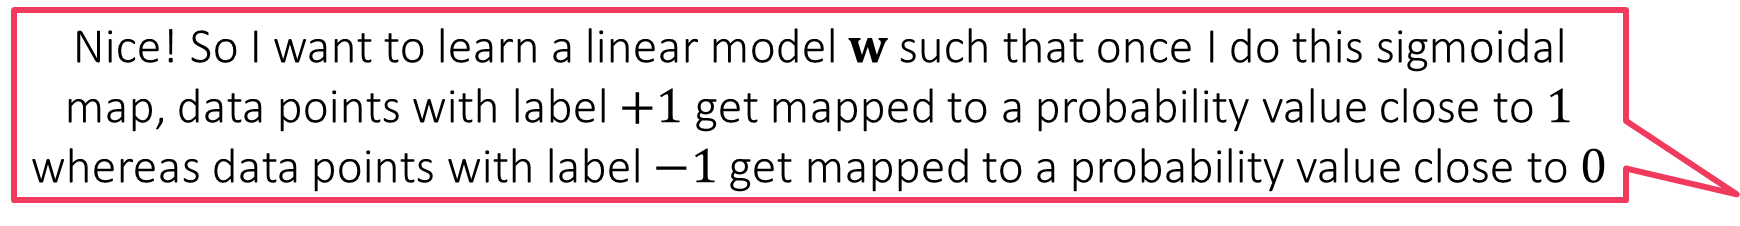 Nice! So I want to learn a linear model w such that once I do this sigmoidal
map, data points with label +1 get mapped to a probability value close to 1
whereas data points with label −1 get mapped to a probability value close to 0